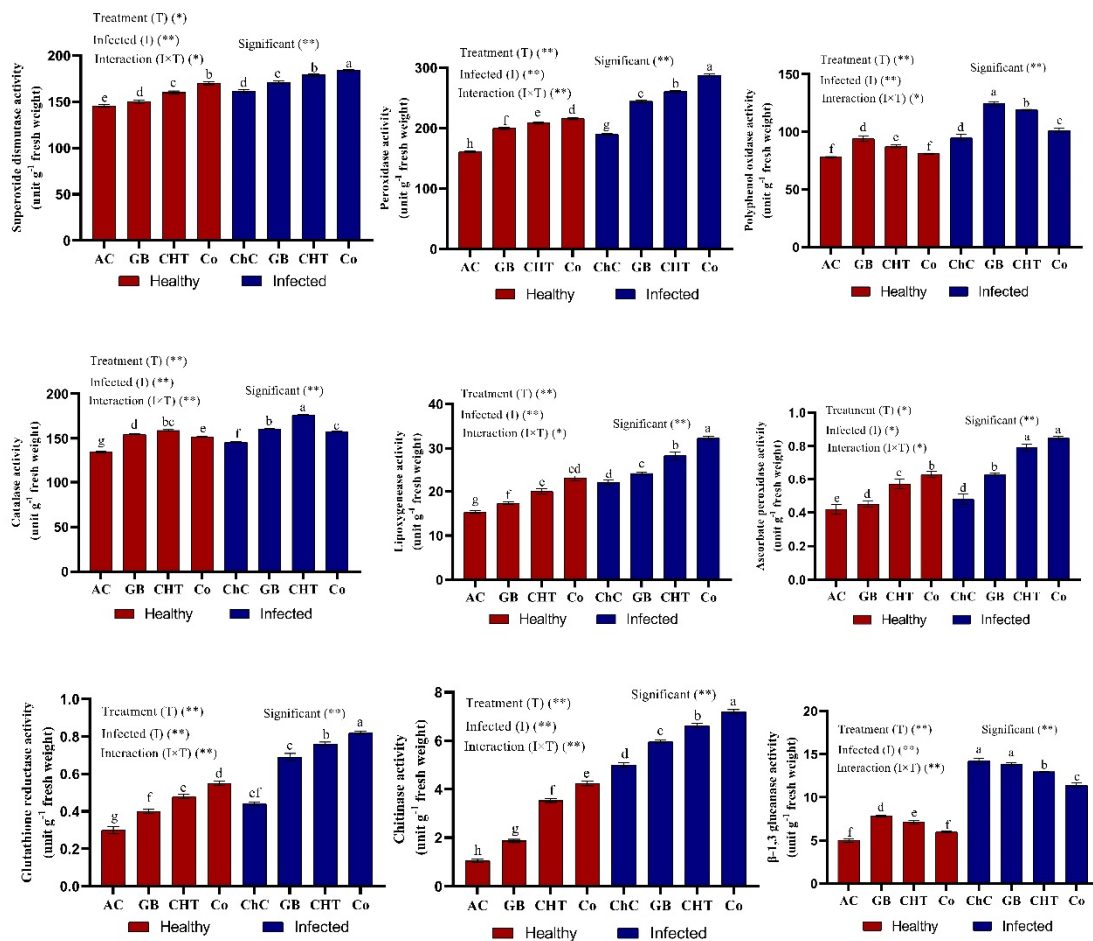 Treatment (T) (*)
Infected (I) (**)
Interaction (I×T) (*)
Significant (**)
Superoxide dismutase activity
(unit g-1 fresh weight)
200
150
100
50
0
e
d
c
b
d
c
b
a
AC GB CHT Co ChC GB CHT Co
Healthy Infected
Treatment (T) (**)
Infected (I) (**)
Interaction (I×T) (**)
Significant (**)
Peroxidase activity
(unit g-1 fresh weight)
300
200
100
0
h
f
e
e
g
c
b
a
AC GB CHT Co ChC GB CHT Co
Healthy Infected
Treatment (T) (**)
Infected (I) (**)
Interaction (I×T) (*)
Significant (**)
Polyphenol oxidase activity
(unit g-1 fresh weight)
150
100
50
0
f
d
e
f
d
a
b
c
AC GB CHT Co ChC GB CHT Co
Healthy Infected
Treatment (T) (**)
Infected (I) (**)
Interaction (I×T) (**)
Significant (**)
Catalase activity
(unit g-1 fresh weight)
200
150
100
50
0
g
d
bc
e
f
b
a
c
AC GB CHT Co ChC GB CHT Co
Healthy Infected
Treatment (T) (**)
Infected (I) (**)
Interaction (I×T) (*)
Significant (**)
Lipoxygenease activity
(unit g-1 fresh weight)
40
30
20
10
0
g
f
e
cd
d
c
b
a
AC GB CHT Co ChC GB CHT Co
Healthy Infected
Treatment (T) (*)
Infected (I) (*)
Interaction (I×T) (*)
Significant (**)
Ascorbate peroxidase activity
(unit g-1 fresh weight)
1.0
0.8
0.6
0.4
0.2
0.0
e
d
c
b
d
b
a
a
AC GB CHT Co ChC GB CHT Co
Healthy Infected
Treatment (T) (**)
Infected (I) (**)
Interaction (I×T) (**)
Significant (**)
Glutathione reductase activity
(unit g-1 fresh weight)
1.0
0.8
0.6
0.4
0.2
0.0
g
f
e
d
ef
c
b
a
AC GB CHT Co ChC GB CHT Co
Healthy Infected
Treatment (T) (**)
Infected (I) (**)
Interaction (I×T) (**)
Significant (**)
Chitinase activity
(unit g-1 fresh weight)
8
6
4
2
0
h
g
f
e
d
c
b
a
AC GB CHT Co ChC GB CHT Co
Healthy Infected
Treatment (T) (**)
Infected (I) (**)
Interaction (I×T) (**)
Significant (**)
β-1,3 glucanase activity
(unit g-1 fresh weight)
20
15
10
5
0
f
d
e
f
a
a
b
c
AC GB CHT Co ChC GB CHT Co
Healthy Infected